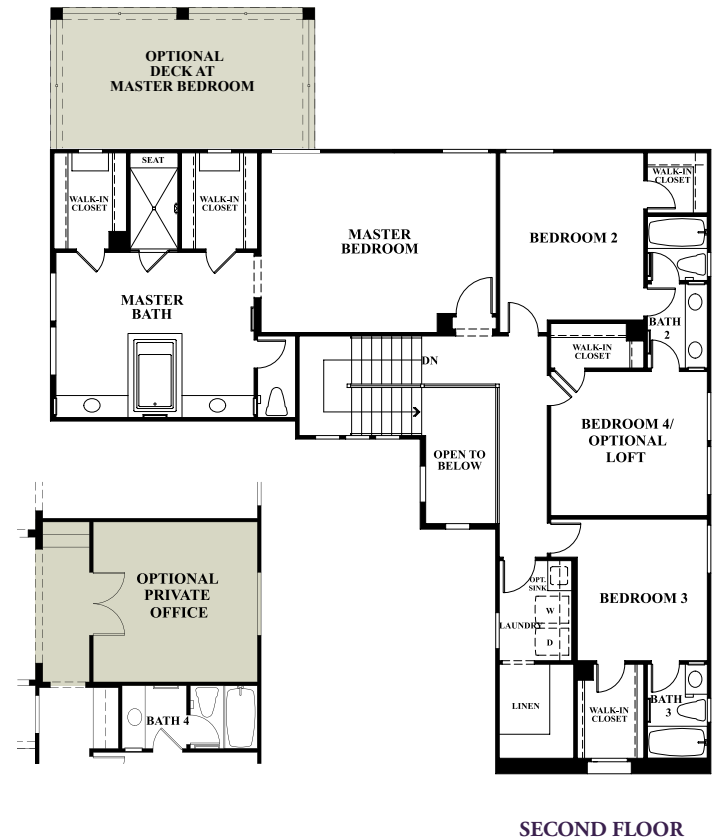 OPTIONAL
DECK AT
MASTER BEDROOM
SEAT
WALK-IN
CLOSET
WALK-IN
CLOSET
WALK-IN
CLOSET
MASTER
BEDROOM
BEDROOM 2
MASTER
BATH
BATH
2
WALK-IN
CLOSET
DN
BEDROOM 4/
OPTIONAL
LOFT
OPEN TO
BELOW
OPTIONAL
PRIVATE
OFFICE
OPT.
SINK
W
LAUNDRY
D
BEDROOM 3
LINEN
WALK-IN
CLOSET
BATH
3
BATH 4
SECOND FLOOR